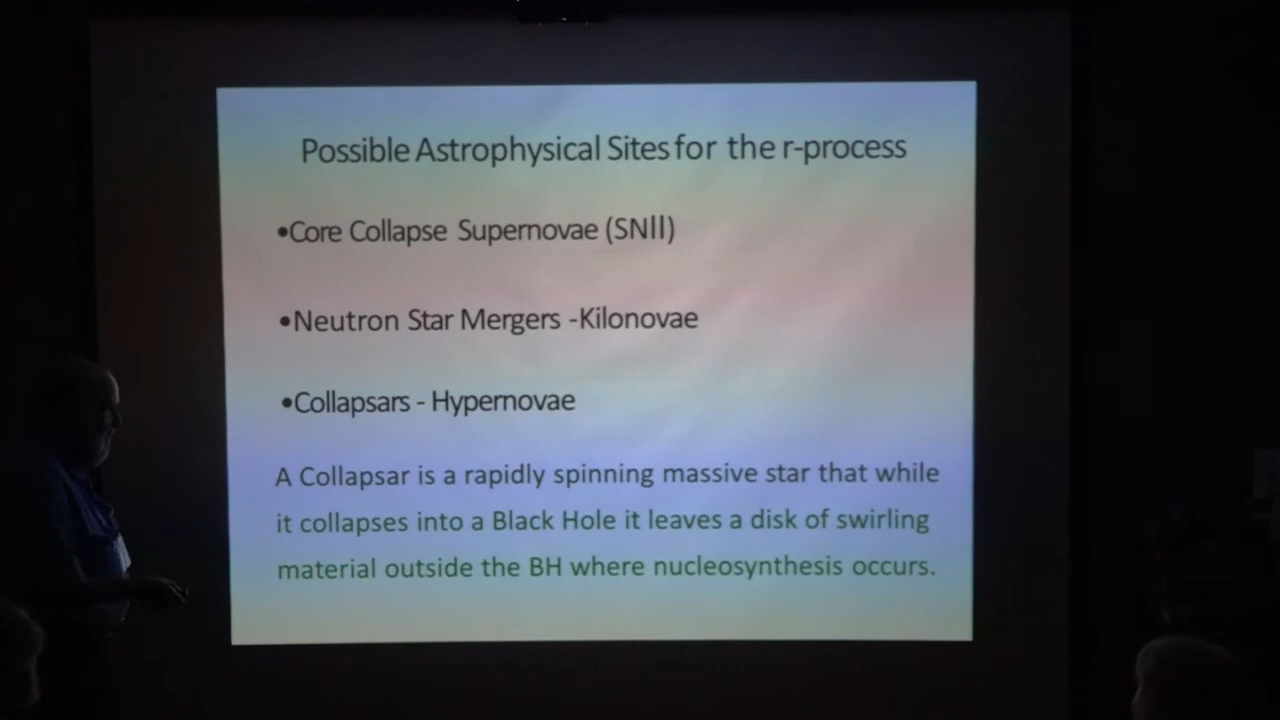 Possible Astrophysical Sites for the r-process
•Core Collapse Supernovae (SNII)
•Neutron Star Mergers -Kilonovae
•Collapsars - Hypernovae
A Collapsar is a rapidly spinning massive star that while
it collapses into a Black Hole it leaves a disk of swirling
material outside the BH where nucleosynthesis occurs.